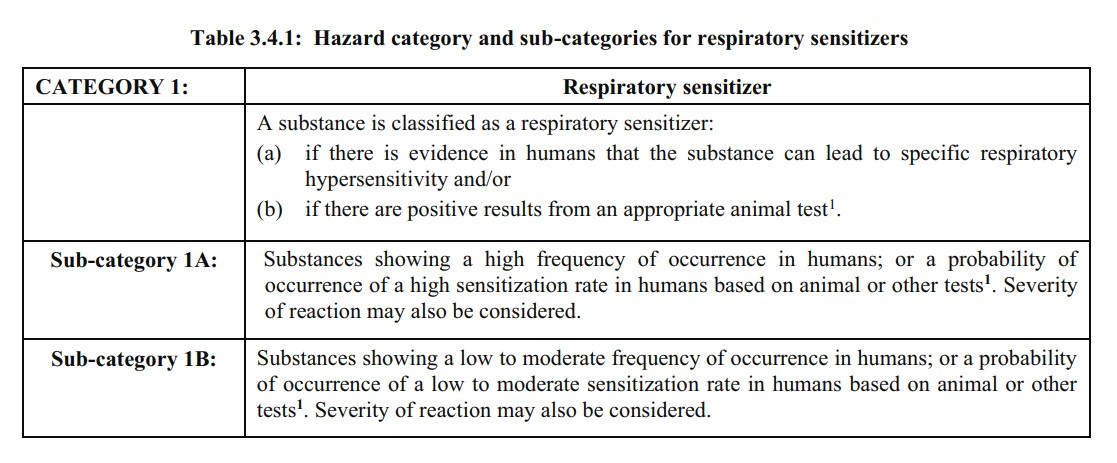 Table 3.4.1: Hazard category and sub-categories for respiratory sensitizers
CATEGORY 1:
Respiratory sensitizer
A substance is classified as a respiratory sensitizer:
(a) if there is evidence in humans that the substance can lead to specific respiratory
hypersensitivity and/or
(b) if there are positive results from an appropriate animal test¹.
Sub-category 1A:
Substances showing a high frequency of occurrence in humans; or a probability of
occurrence of a high sensitization rate in humans based on animal or other tests¹. Severity
of reaction may also be considered.
Sub-category 1B:
Substances showing a low to moderate frequency of occurrence in humans; or a probability
of occurrence of a low to moderate sensitization rate in humans based on animal or other
tests¹. Severity of reaction may also be considered.